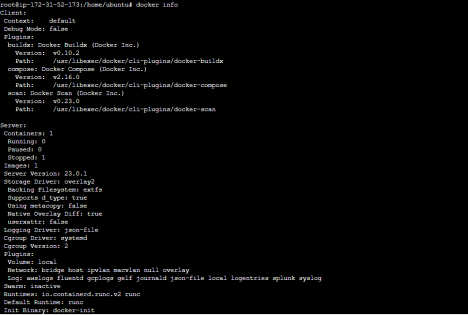 root@ip-172-31-52-173:/home/ubuntu# docker info
Client:
 Context:    default
 Debug Mode: false
 Plugins:
  buildx: Docker Buildx (Docker Inc.)
    Version:  v0.10.2
    Path:     /usr/libexec/docker/cli-plugins/docker-buildx
  compose: Docker Compose (Docker Inc.)
    Version:  v2.16.0
    Path:     /usr/libexec/docker/cli-plugins/docker-compose
  scan: Docker Scan (Docker Inc.)
    Version:  v0.23.0
    Path:     /usr/libexec/docker/cli-plugins/docker-scan

Server:
 Containers: 1
  Running: 0
  Paused: 0
  Stopped: 1
 Images: 1
 Server Version: 23.0.1
 Storage Driver: overlay2
  Backing Filesystem: extfs
  Supports d_type: true
  Using metacopy: false
  Native Overlay Diff: true
  userxattr: false
 Logging Driver: json-file
 Cgroup Driver: systemd
 Cgroup Version: 2
 Plugins:
  Volume: local
  Network: bridge host ipvlan macvlan null overlay
  Log: awslogs fluentd gcplogs gelf journald json-file local logentries splunk syslog
 Swarm: inactive
 Runtimes: io.containerd.runc.v2 runc
 Default Runtime: runc
 Init Binary: docker-init